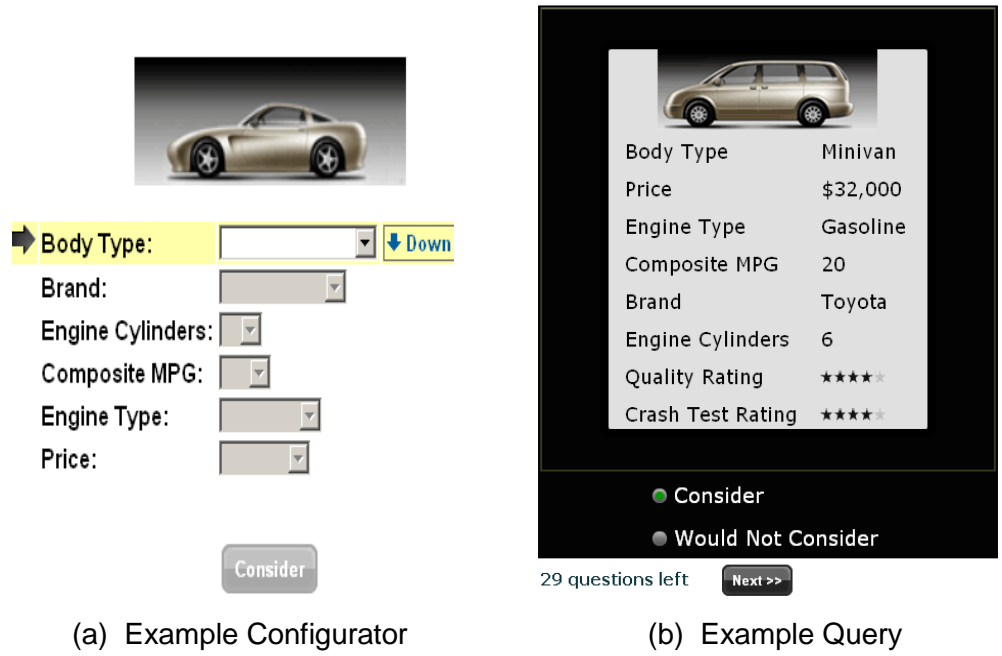 Body Type:
Down
Brand:
Engine Cylinders:
Composite MPG:
Engine Type:
Price:
Consider
(a) Example Configurator
Body Type Minivan
Price $32,000
Engine Type Gasoline
Composite MPG 20
Brand Toyota
Engine Cylinders 6
Quality Rating ★★★★★
Crash Test Rating ★★★★★
Consider
Would Not Consider
29 questions left Next >>
(b) Example Query